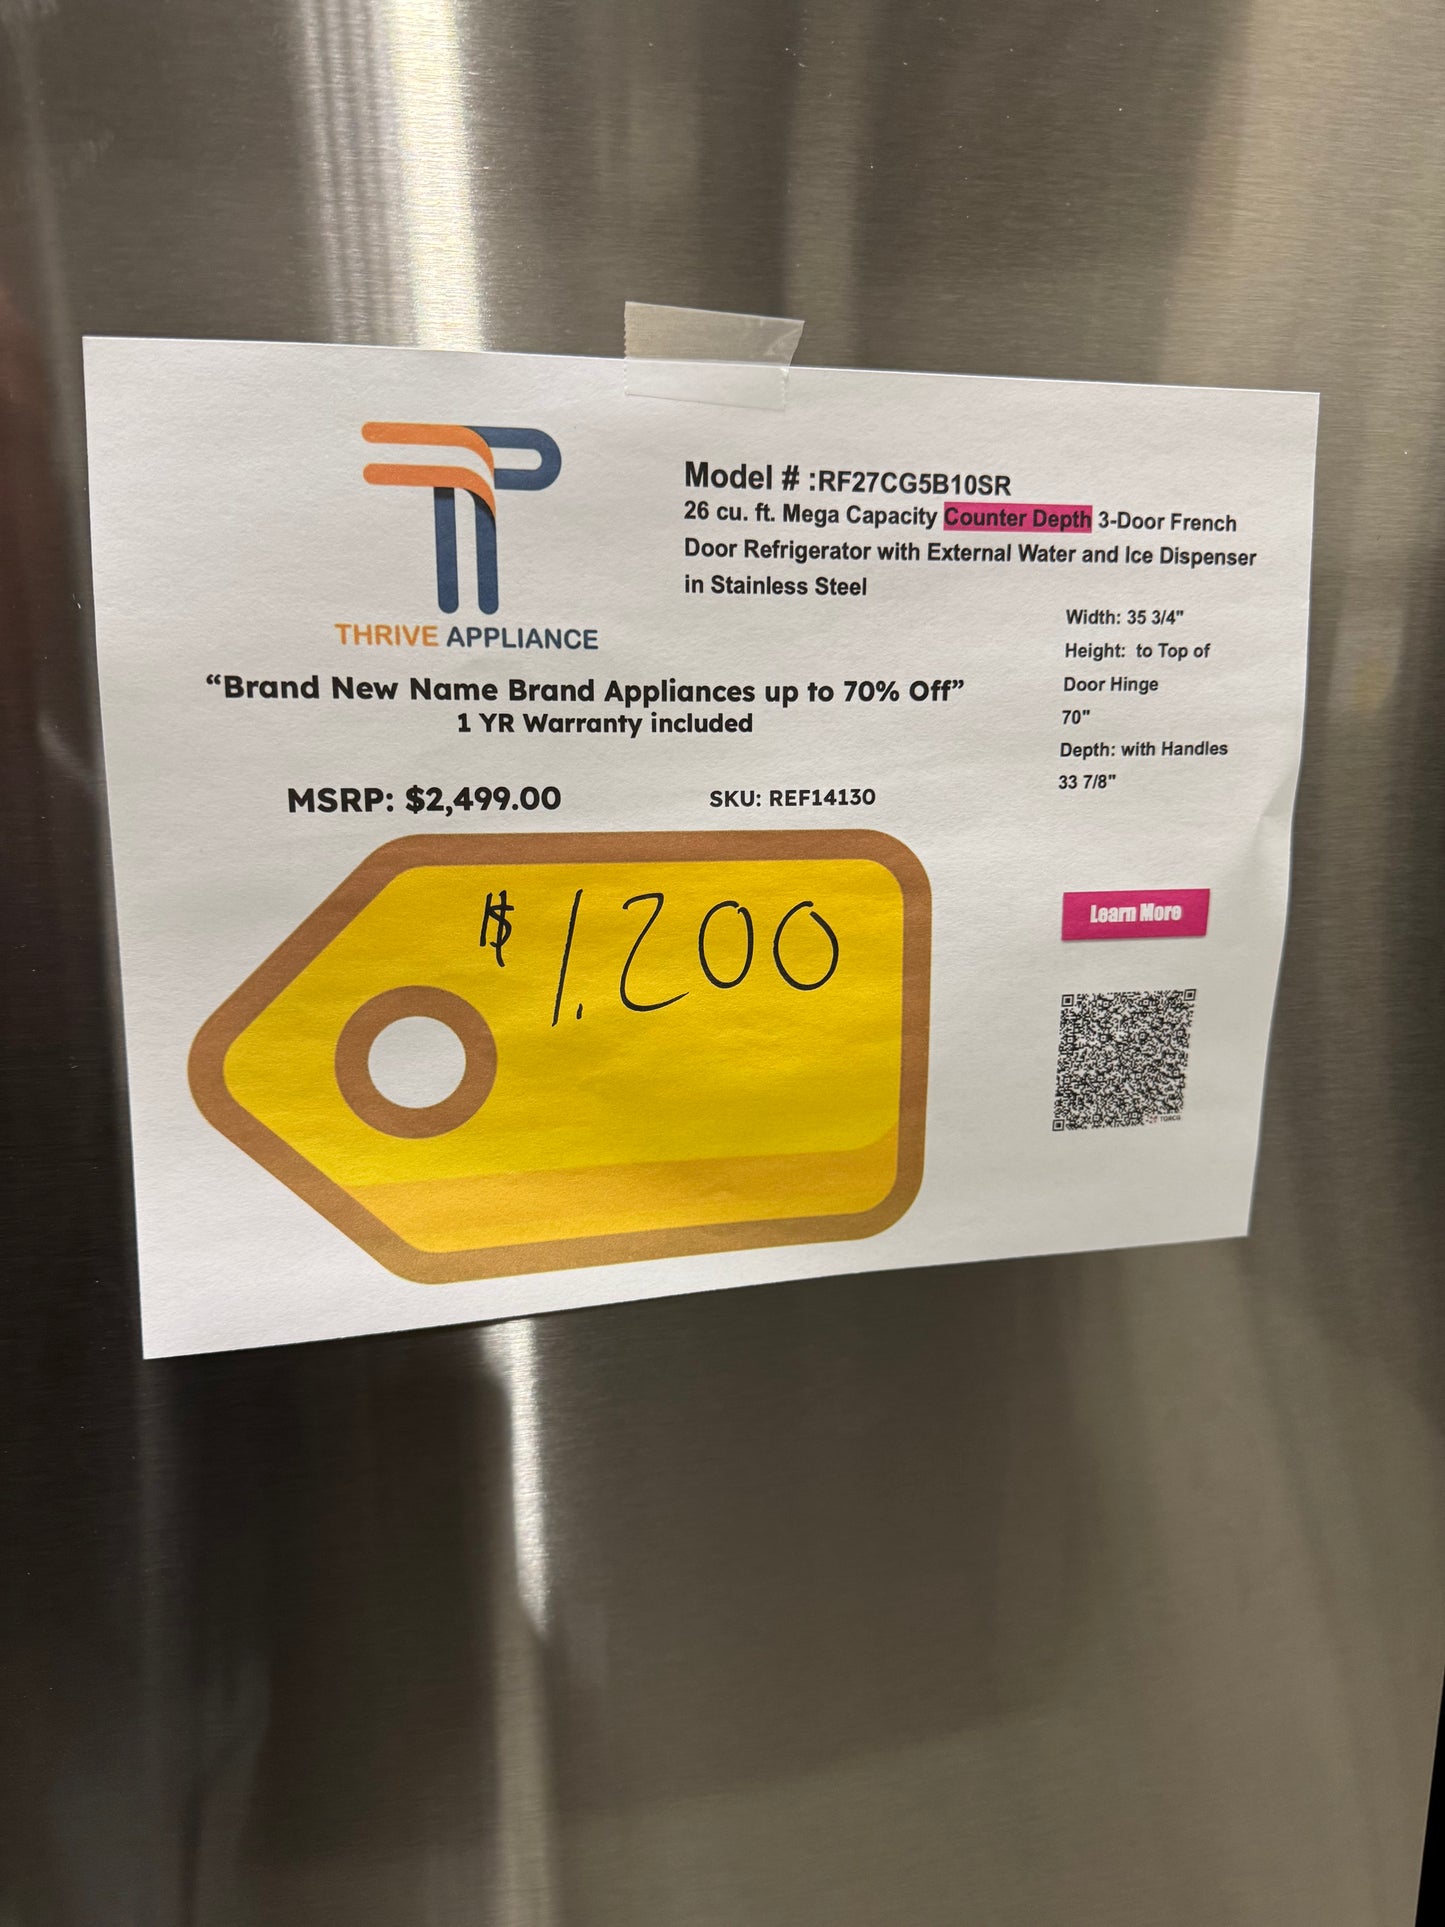 THRIVE APPLIANCE
Model # :RF27CG5B10SR
26 cu. ft. Mega Capacity Counter Depth 3-Door French
Door Refrigerator with External Water and Ice Dispenser
in Stainless Steel
Width: 35 3/4"
Height: to Top of
Door Hinge
70"
Depth: with Handles
33 7/8"
“Brand New Name Brand Appliances up to 70% Off”
1 YR Warranty included
MSRP: $2,499.00
SKU: REF14130
$1,200
Learn More